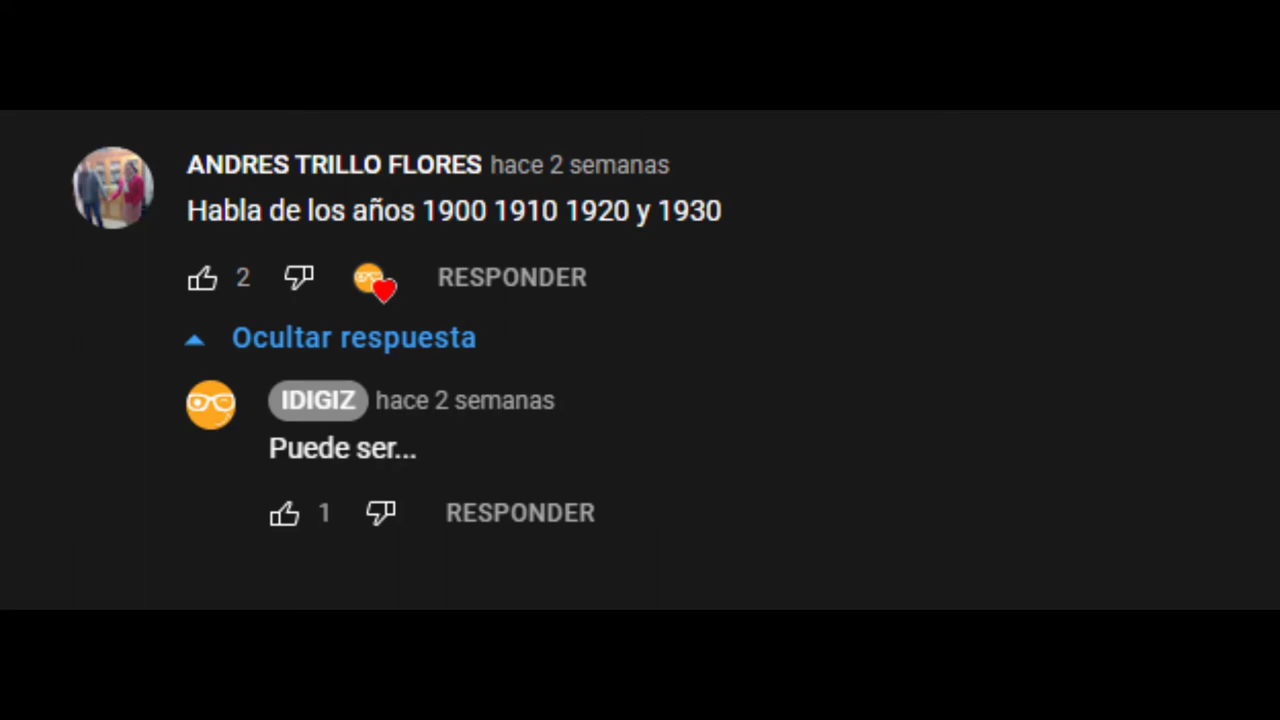 ANDRES TRILLO FLORES hace 2 semanas
Habla de los años 1900 1910 1920 y 1930
2 RESPONDER
Ocultar respuesta
IDIGIZ hace 2 semanas
Puede ser...
1 RESPONDER